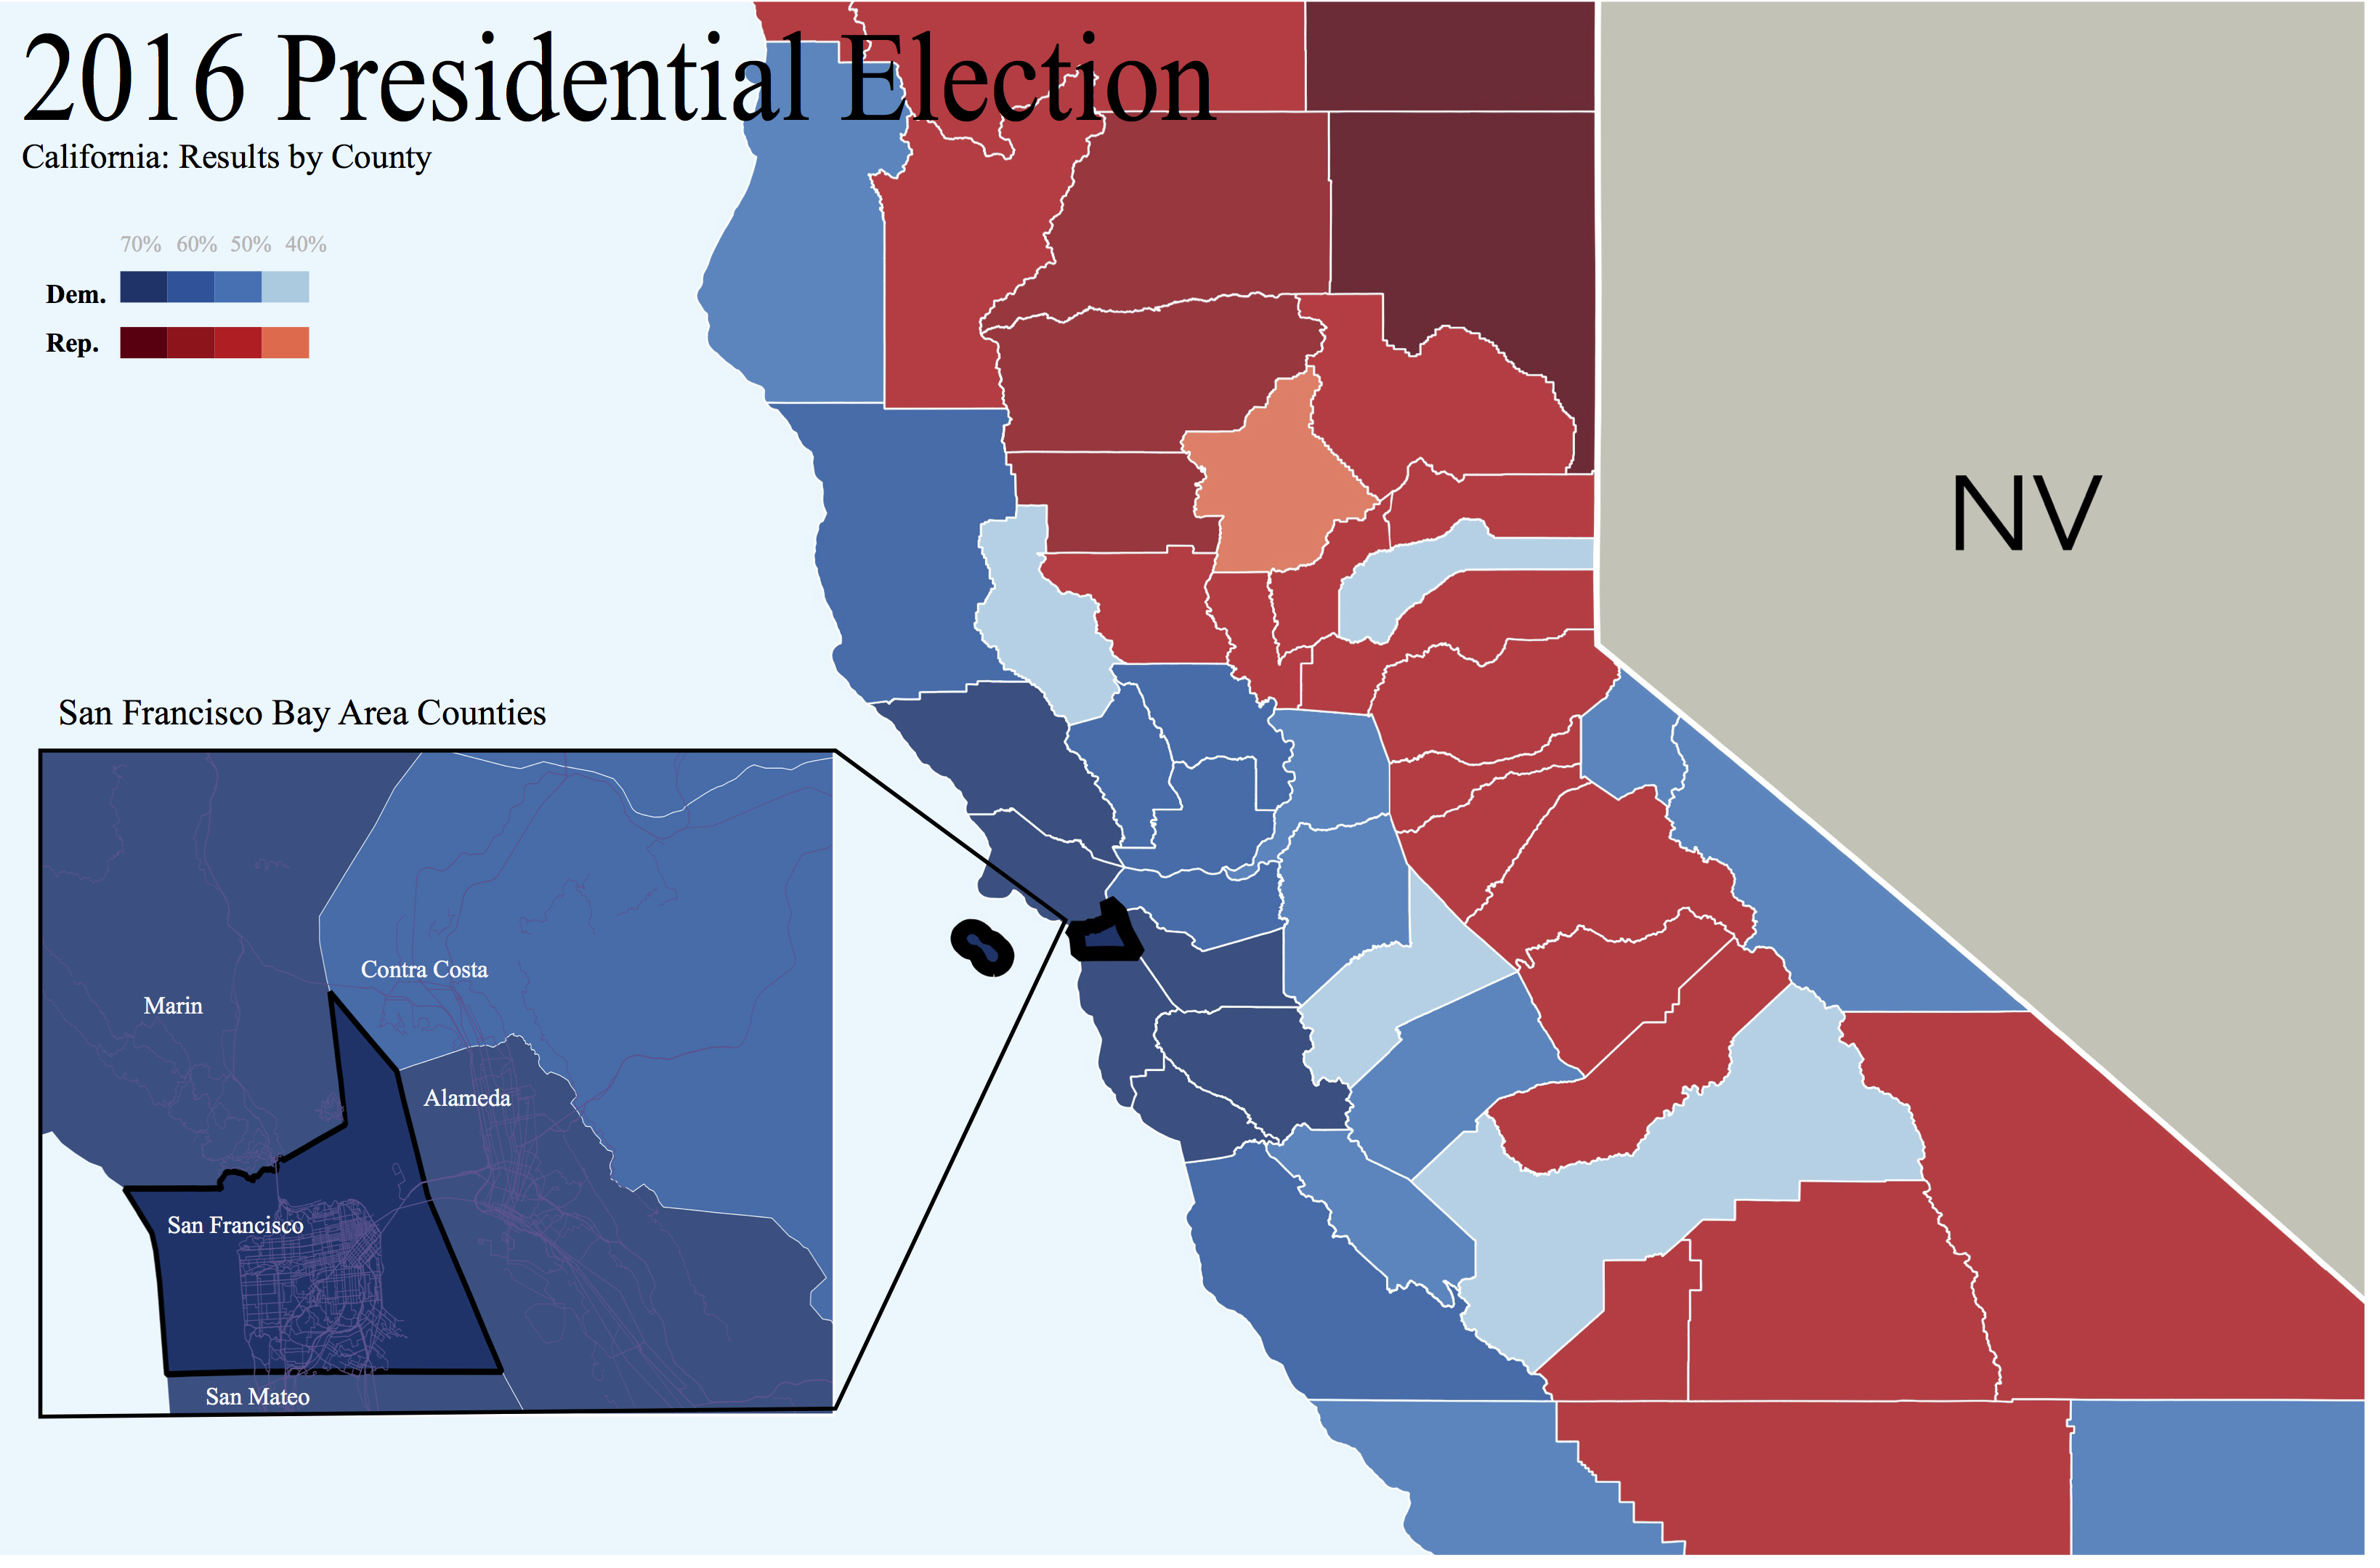 2016 Presidential Election
California: Results by County
70% 60% 50% 40%
Dem.
Rep.
NV
San Francisco Bay Area Counties
Contra Costa
Marin
Alameda
San Francisco
San Mateo